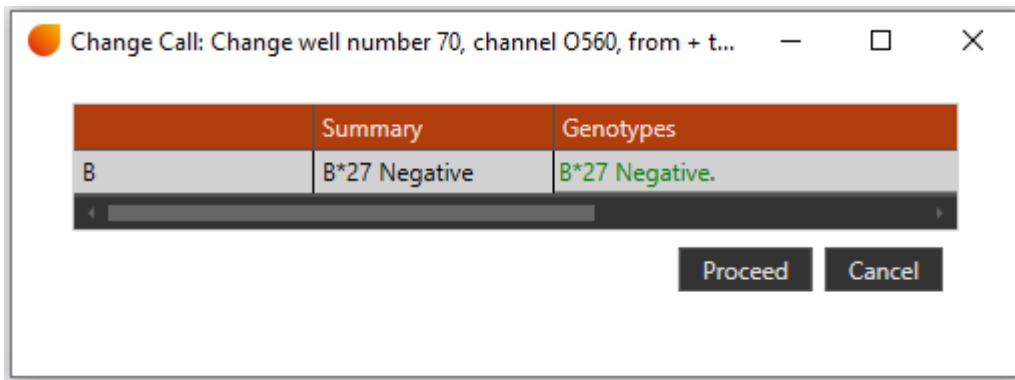 Change Call: Change well number 70, channel O560, from + t...
Summary Genotypes
B B*27 Negative B*27 Negative.
Proceed Cancel